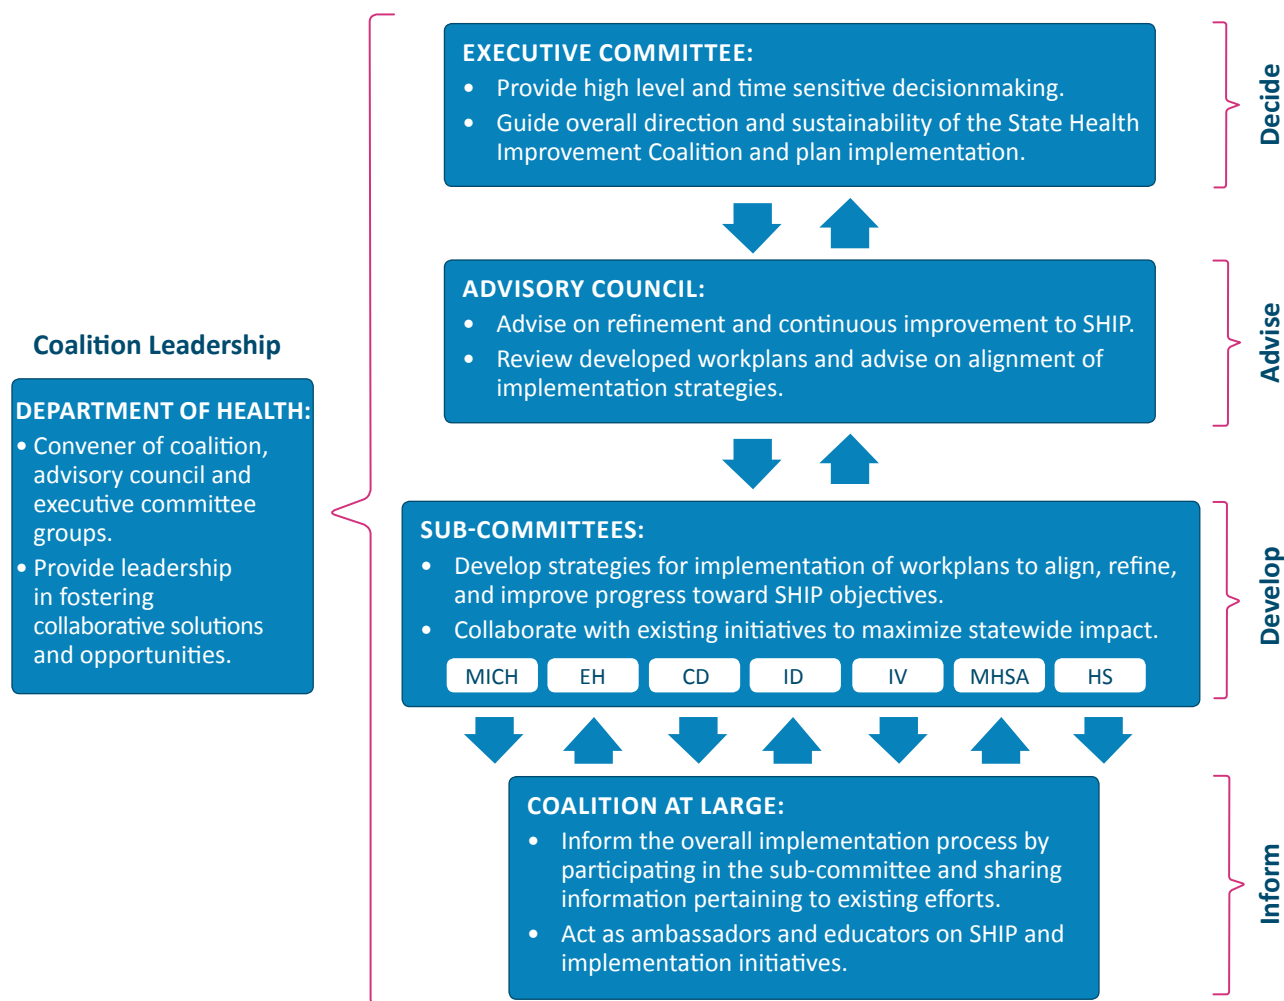 Coalition Leadership
DEPARTMENT OF HEALTH:
• Convener of coalition,
advisory council and
executive committee
groups.
• Provide leadership
in fostering
collaborative solutions
and opportunities.
EXECUTIVE COMMITTEE:
• Provide high level and time sensitive decisionmaking.
• Guide overall direction and sustainability of the State Health
Improvement Coalition and plan implementation.
Decide
ADVISORY COUNCIL:
• Advise on refinement and continuous improvement to SHIP.
• Review developed workplans and advise on alignment of
implementation strategies.
Advise
SUB-COMMITTEES:
• Develop strategies for implementation of workplans to align, refine,
and improve progress toward SHIP objectives.
• Collaborate with existing initiatives to maximize statewide impact.
MICH EH CD ID IV MHSA HS
Develop
COALITION AT LARGE:
• Inform the overall implementation process by
participating in the sub-committee and sharing
information pertaining to existing efforts.
• Act as ambassadors and educators on SHIP and
implementation initiatives.
Inform